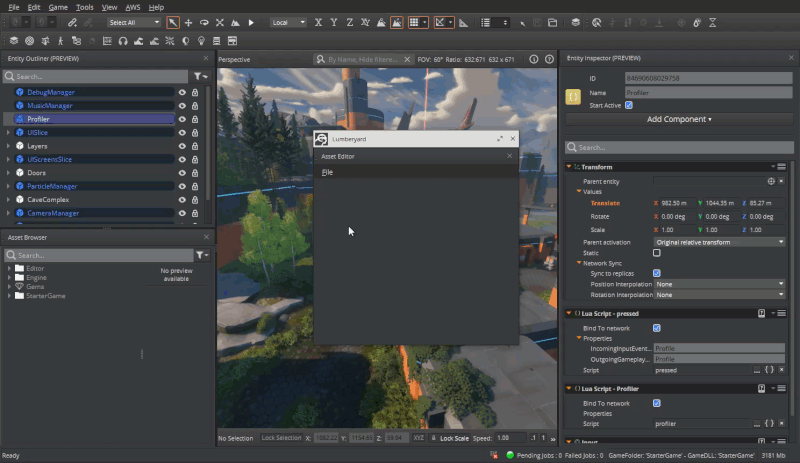 File Edit Game Tools View AWS Help
Select All
Local
X Y Z XY
Entity Outliner (PREVIEW)
Search...
DebugManager
MusicManager
Profiler
UISlice
Layers
UIScreen1Slice
Doors
ParticleManager
CaveComplex
CameraManager
Asset Browser
Search...
Editor
Engine
Gems
StarterGame
No preview
available
Perspective
By Name, Hide Filtere...
FOV: 60° Ratio: 632:671 632 x 671
Lumberyard
Asset Editor
File
No Selection Lock Selection X: 1082.22 Y: 1154.61 Z: XYZ Lock Scale Speed: 1.00 .1 1 »
Entity Inspector (PREVIEW)
ID 84690608029758
Name Profiler
Start Active
Add Component
Search...
Transform
Parent entity
Values
Translate X 982.50 m Y 1044.35 m Z 85.27 m
Rotate X 0.00 deg Y 0.00 deg Z 0.00 deg
Scale X 1.00 Y 1.00 Z 1.00
Parent activation Original relative transform
Static
Network Sync
Sync to replicas
Position Interpolation None
Rotation Interpolation None
Lua Script - pressed
Bind To network
Properties
IncomingInputEvent... Profile
OutgoingGameplay... Profile
Script pressed ... { } ×
Lua Script - Profiler
Bind To network
Properties
Script profiler ... { } ×
Input
Ready
Pending Jobs : 0 Failed Jobs : 0 GameFolder: 'StarterGame' - GameDLL: 'StarterGame' 3181 Mb